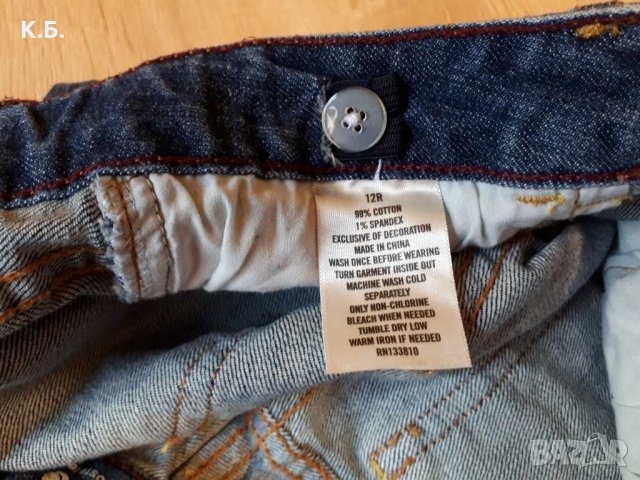 К.Б.
12R
99% COTTON
1% SPANDEX
EXCLUSIVE OF DECORATION
MADE IN CHINA
WASH ONCE BEFORE WEARING
TURN GARMENT INSIDE OUT
MACHINE WASH COLD
SEPARATELY
ONLY NON-CHLORINE
BLEACH WHEN NEEDED
TUMBLE DRY LOW
WARM IRON IF NEEDED
RN133810
BAZAR